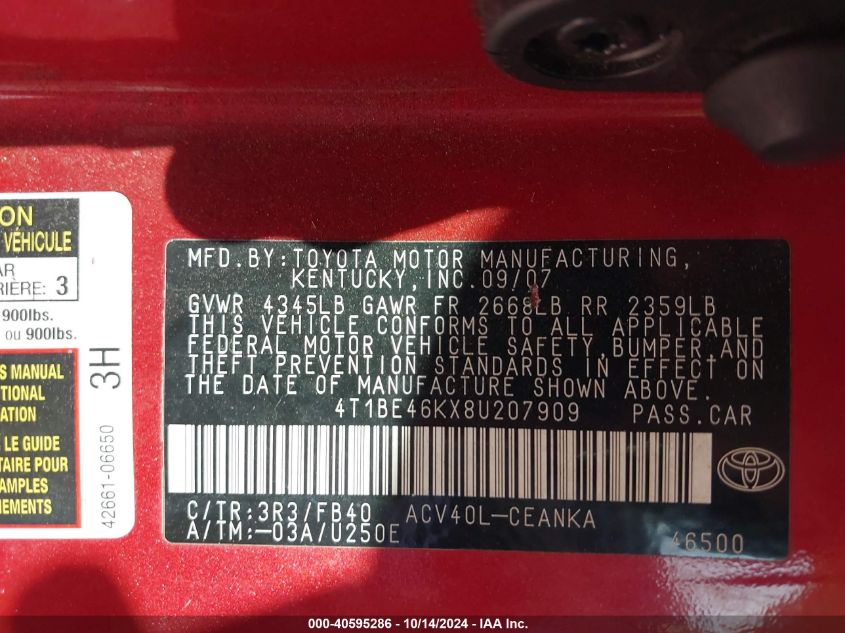 ON
VÉHICULE
AR
RIÈRE: 3
900lbs.
ou 900lbs.
S MANUAL
TIONAL
ATION
LE GUIDE
TAIRE POUR
AMPLES
NEMENTS
42661-06650 3H
MFD.BY:TOYOTA MOTOR MANUFACTURING,
KENTUCKY,INC.09/07
GVWR 4345LB GAWR FR 2668LB RR 2359LB
THIS VEHICLE CONFORMS TO ALL APPLICABLE
FEDERAL MOTOR VEHICLE SAFETY,BUMPER,AND
THEFT PREVENTION STANDARDS IN EFFECT ON
THE DATE OF MANUFACTURE SHOWN ABOVE.
4T1BE46KX8U207909 PASS.CAR
C/TR:3R3/FB40 ACV40L-CEANKA
A/TM:-03A/U250E
46500
000-40595286 - 10/14/2024 - IAA Inc.